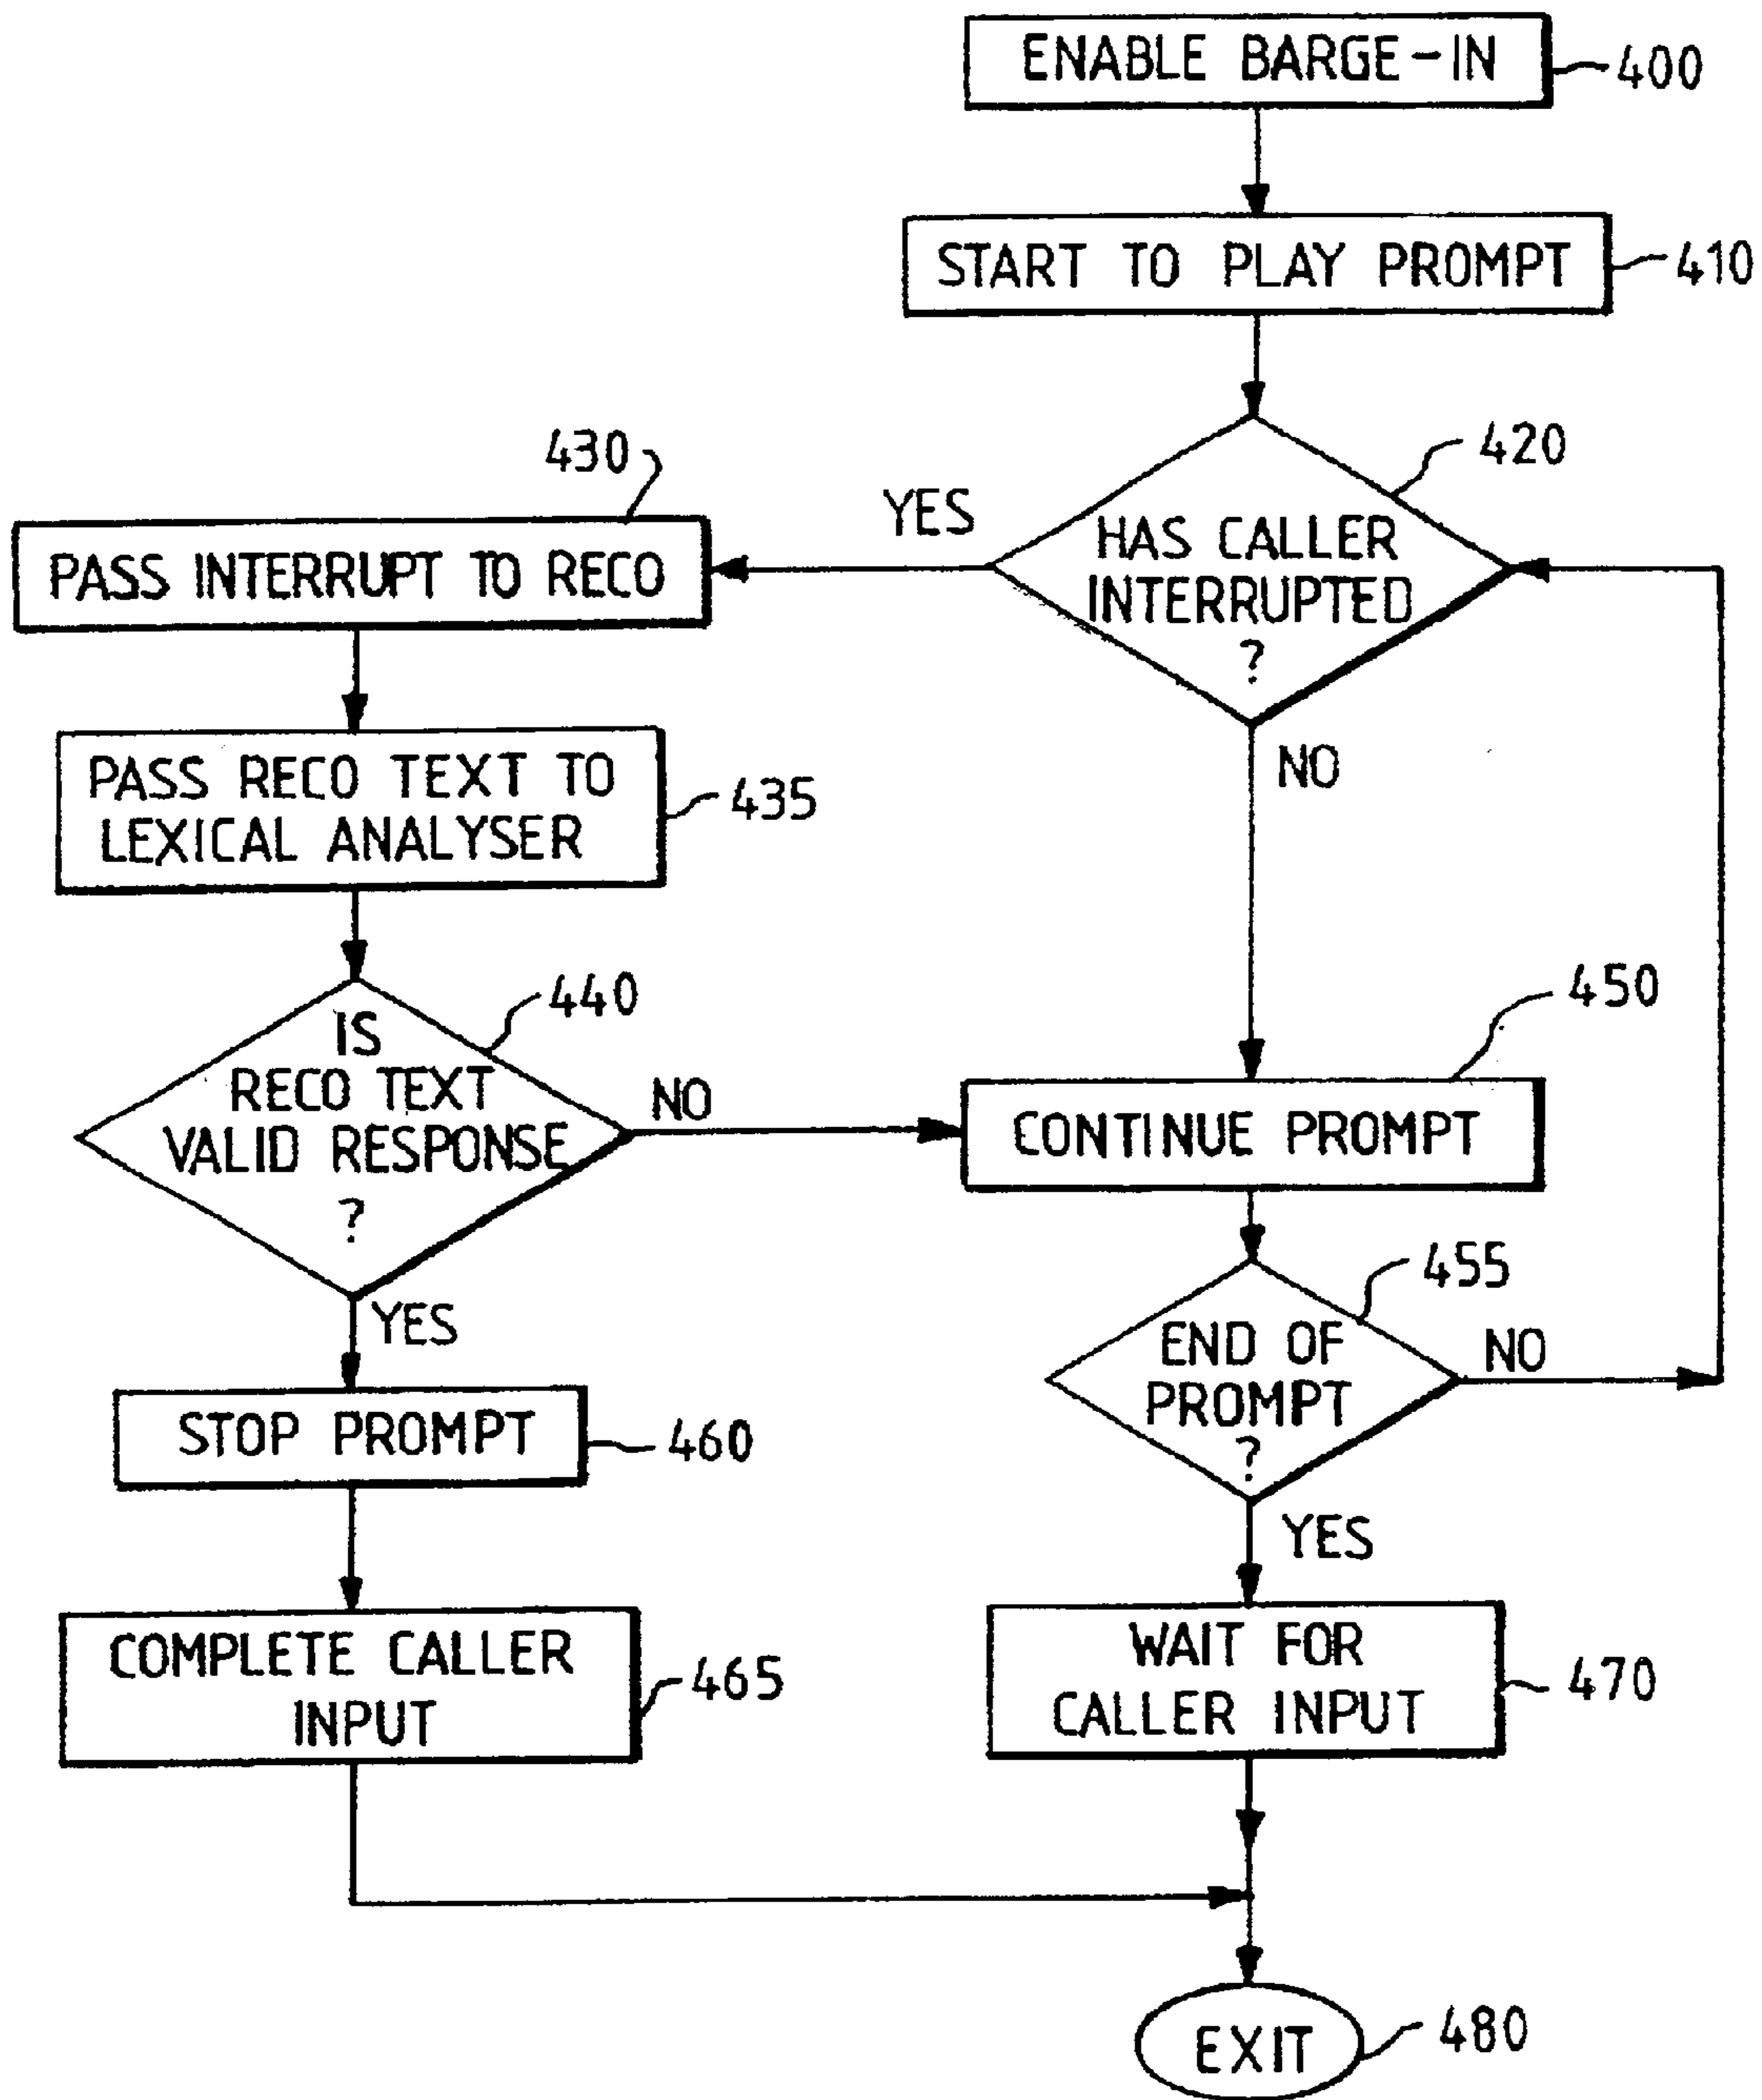 ENABLE BARGE-IN
400
START TO PLAY PROMPT
410
420
HAS CALLER
INTERRUPTED
?
YES
NO
430
PASS INTERRUPT TO RECO
PASS RECO TEXT TO
LEXICAL ANALYSER
435
440
IS
RECO TEXT
VALID RESPONSE
?
NO
YES
450
CONTINUE PROMPT
455
END OF
PROMPT
?
NO
YES
STOP PROMPT
460
COMPLETE CALLER
INPUT
465
WAIT FOR
CALLER INPUT
470
EXIT
480